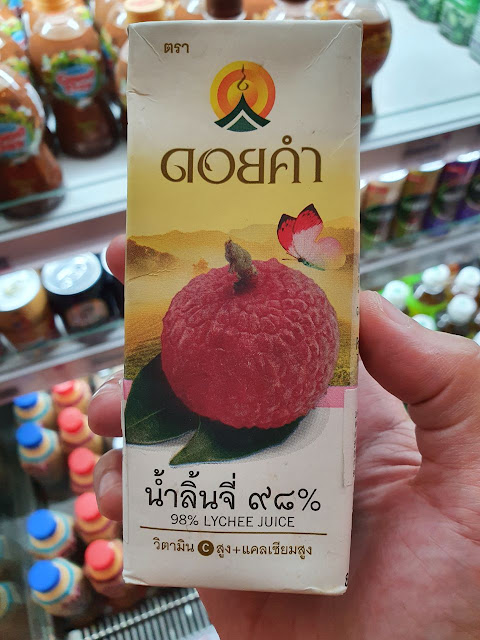 ตรา
ดอยคำ
น้ำลิ้นจี่ ๙๘%
98% LYCHEE JUICE
วิตามิน C สูง+แคลเซียมสูง